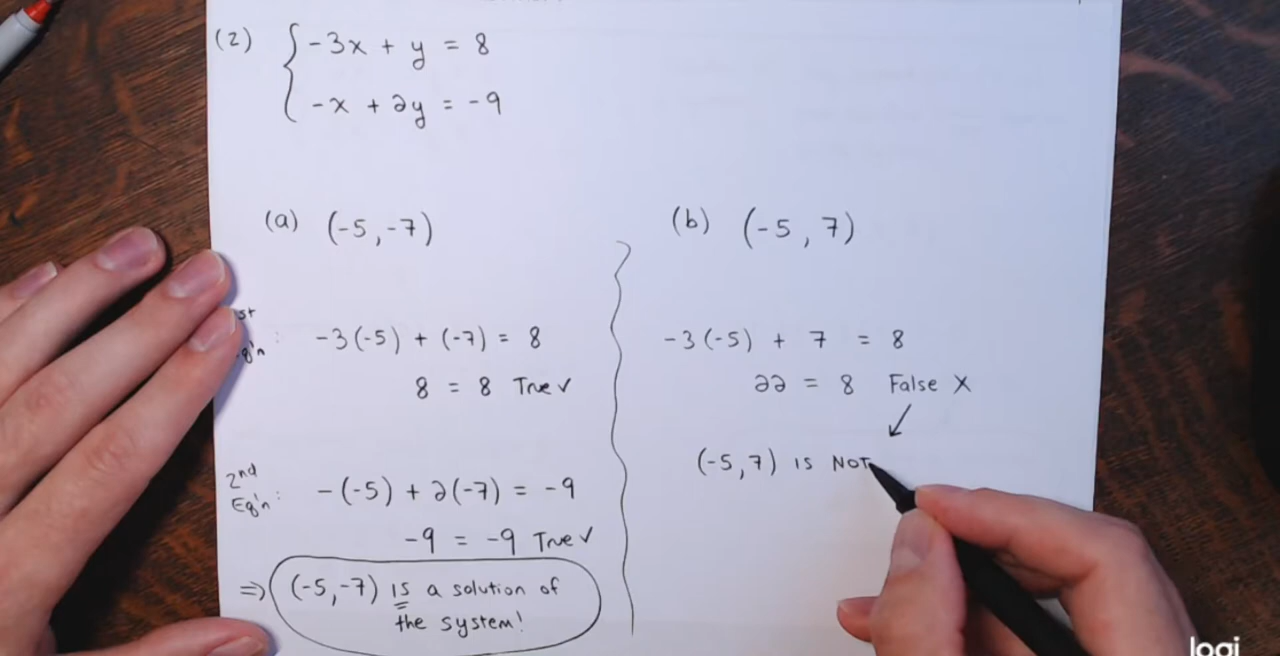 (2) { -3x + y = 8
-x + 2y = -9
(a) (-5, -7)
-3(-5) + (-7) = 8
8 = 8 True ✓
2nd Eq'n: -(-5) + 2(-7) = -9
-9 = -9 True ✓
⇒ (-5, -7) IS a solution of
the system!
(b) (-5, 7)
-3(-5) + 7 = 8
22 = 8 False X
↙
(-5, 7) IS NOT
logi